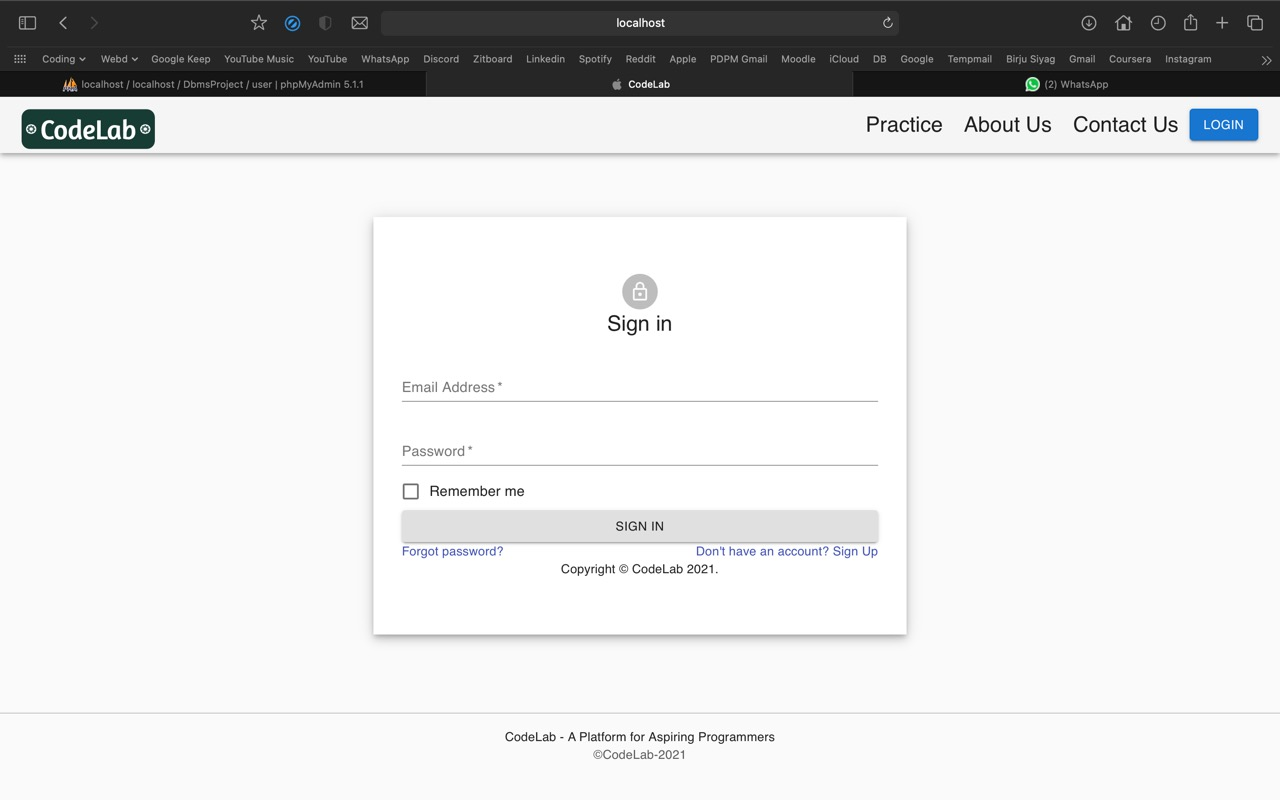 localhost
Coding Webd Google Keep YouTube Music YouTube WhatsApp Discord Zitboard Linkedin Spotify Reddit Apple PDPM Gmail Moodle iCloud DB Google Tempmail Birju Siyag Gmail Coursera Instagram
localhost / localhost / DbmsProject / user | phpMyAdmin 5.1.1 CodeLab (2) WhatsApp
CodeLab Practice About Us Contact Us LOGIN
Sign in
Email Address *
Password *
Remember me
SIGN IN
Forgot password? Don't have an account? Sign Up
Copyright © CodeLab 2021.
CodeLab - A Platform for Aspiring Programmers
©CodeLab-2021